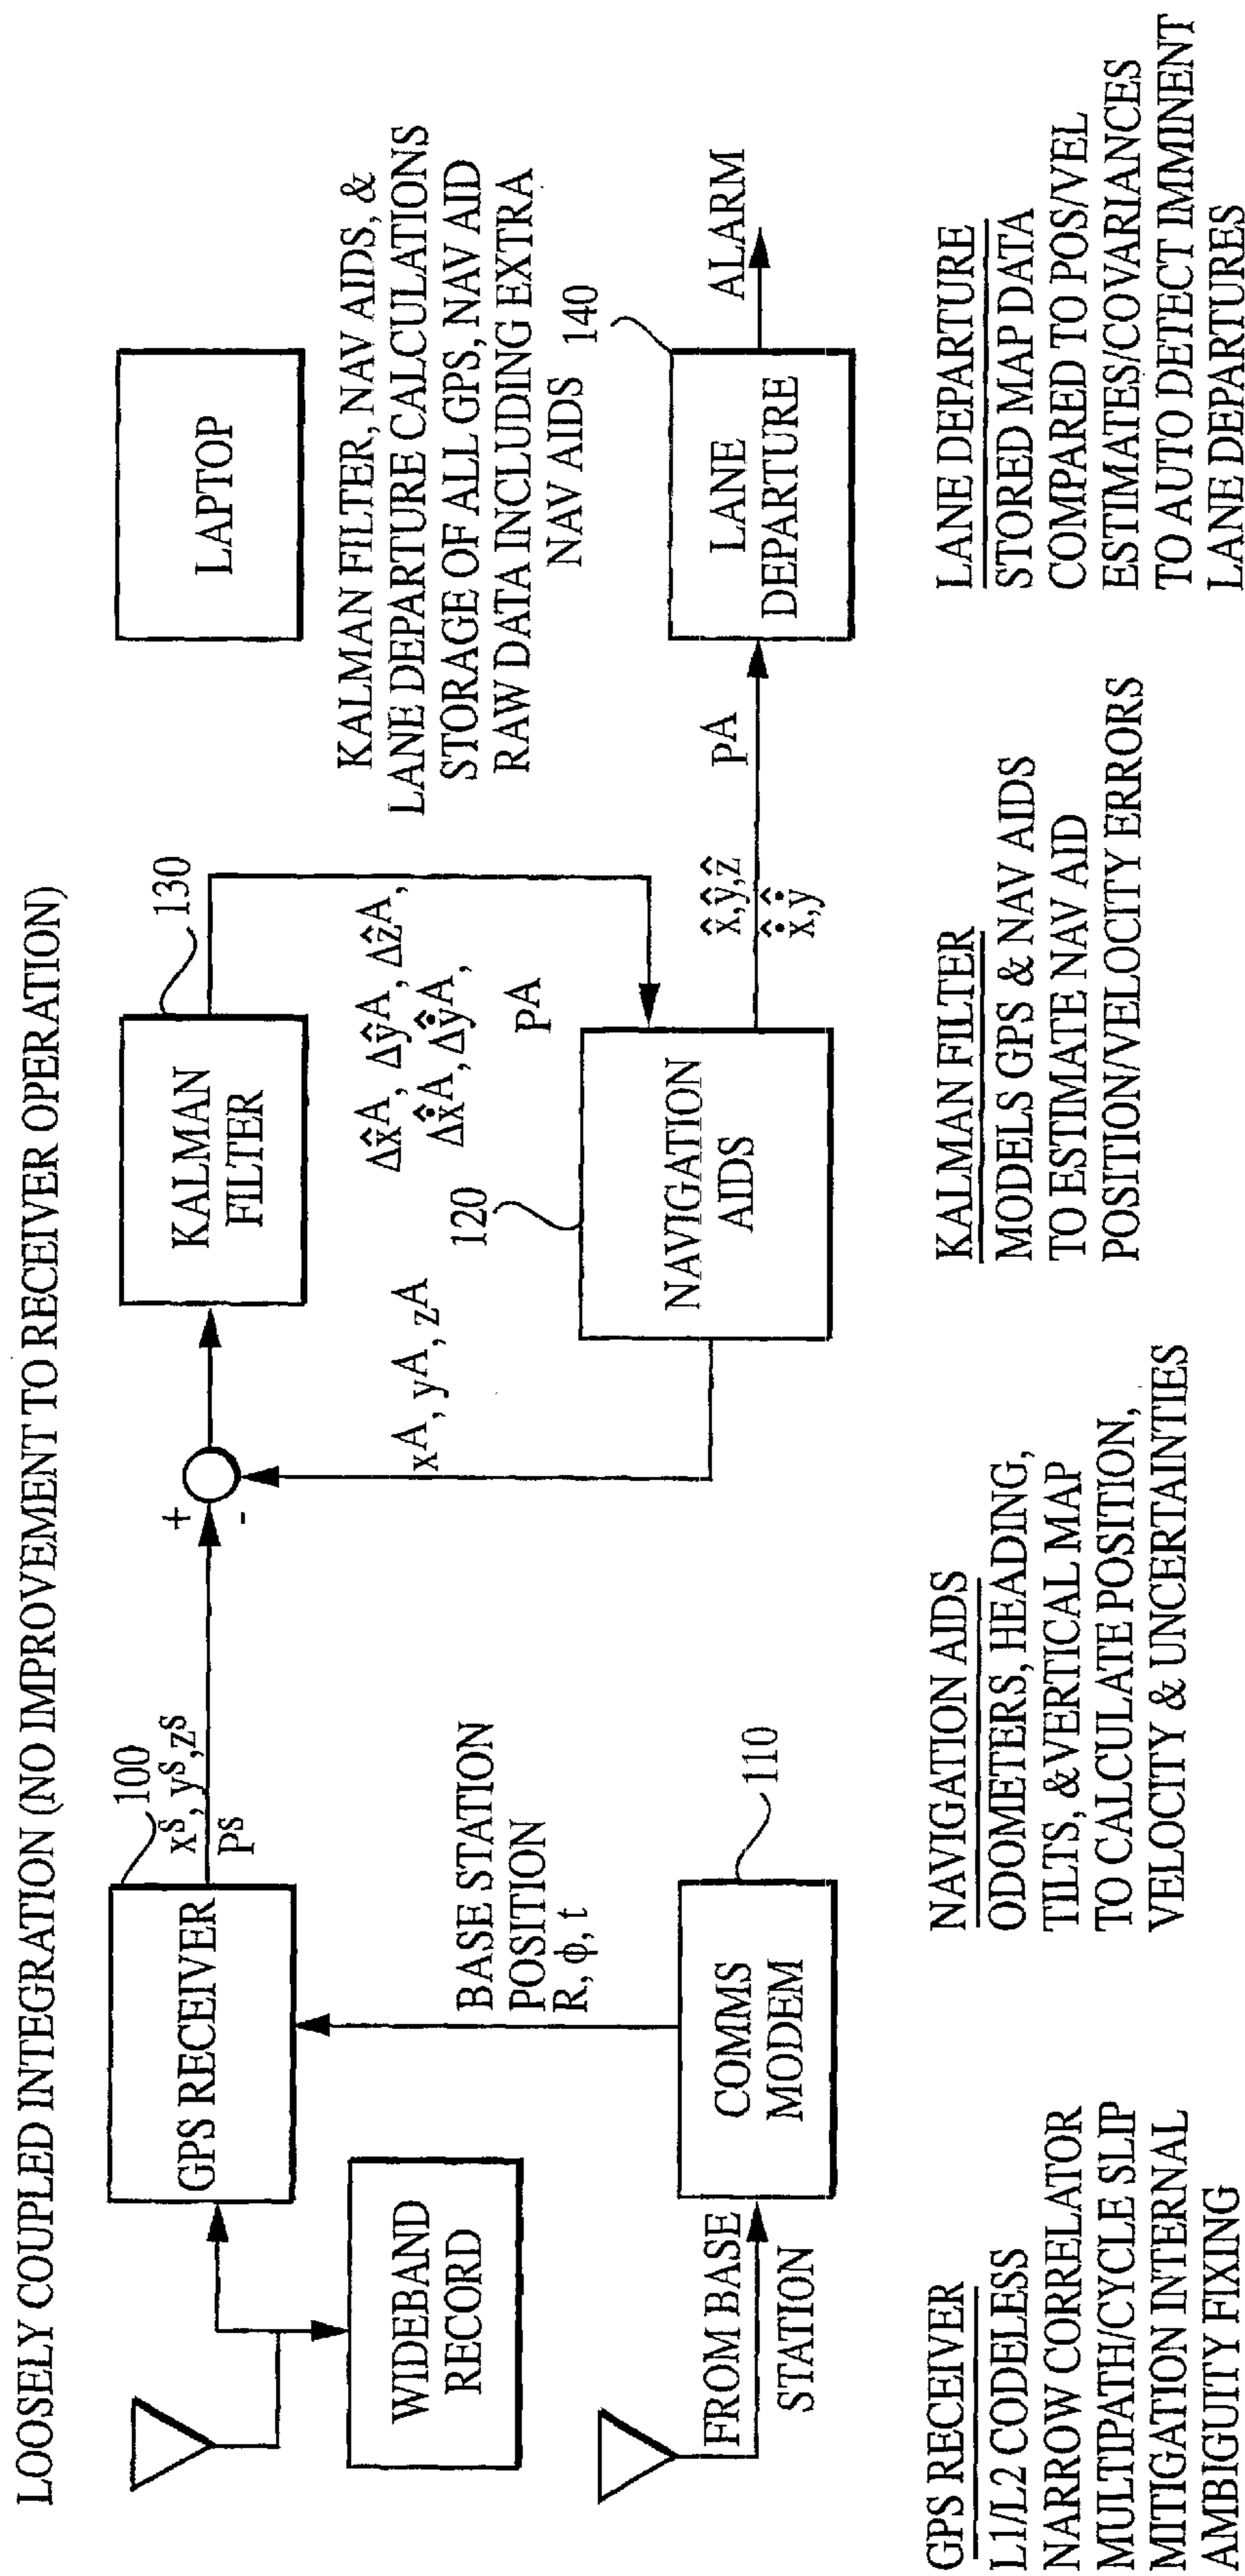 LOOSELY COUPLED INTEGRATION (NO IMPROVEMENT TO RECEIVER OPERATION)
GPS RECEIVER
100
xˢ, yˢ, zˢ
Pˢ
+
-
KALMAN
FILTER
130
LAPTOP
KALMAN FILTER, NAV AIDS, &
LANE DEPARTURE CALCULATIONS
STORAGE OF ALL GPS, NAV AID
RAW DATA INCLUDING EXTRA
NAV AIDS
WIDEBAND
RECORD
BASE STATION
POSITION
R, ϕ, t
xᴬ, yᴬ, zᴬ
Δx̂ᴬ, Δŷᴬ, Δẑᴬ,
Δẋ̂ᴬ, Δẏ̂ᴬ,
Pᴬ
FROM BASE
STATION
COMMS
MODEM
110
120
NAVIGATION
AIDS
x̂, ŷ, ẑ
ẋ̂, ẏ̂
PA
LANE
DEPARTURE
140
ALARM
GPS RECEIVER
L1/L2 CODELESS
NARROW CORRELATOR
MULTIPATH/CYCLE SLIP
MITIGATION INTERNAL
AMBIGUITY FIXING
NAVIGATION AIDS
ODOMETERS, HEADING,
TILTS, &VERTICAL MAP
TO CALCULATE POSITION,
VELOCITY & UNCERTAINTIES
KALMAN FILTER
MODELS GPS & NAV AIDS
TO ESTIMATE NAV AID
POSITION/VELOCITY ERRORS
LANE DEPARTURE
STORED MAP DATA
COMPARED TO POS/VEL
ESTIMATES/COVARIANCES
TO AUTO DETECT IMMINENT
LANE DEPARTURES